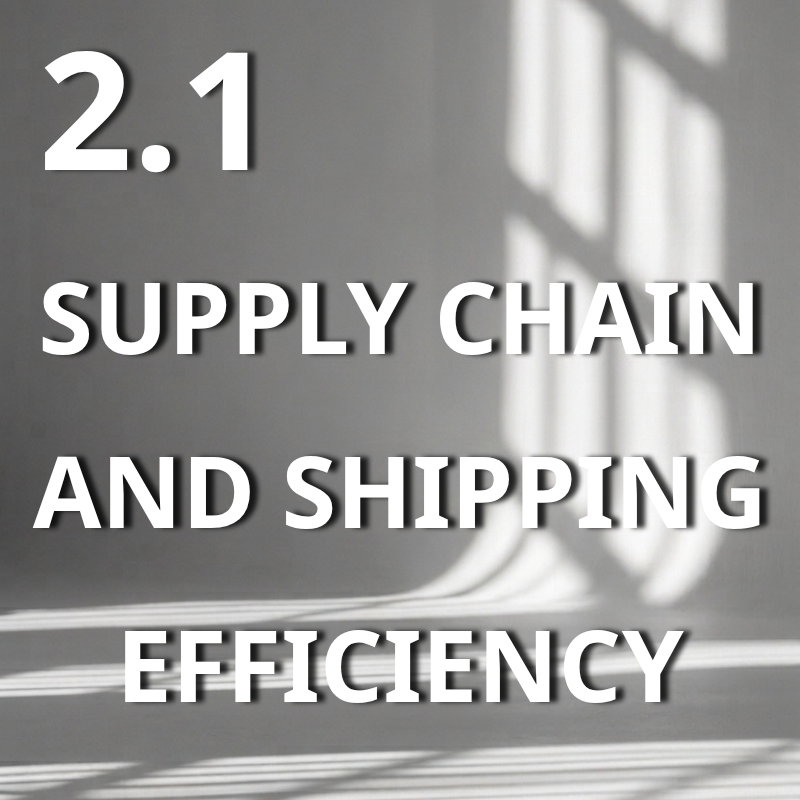 2.1
SUPPLY CHAIN
AND SHIPPING
EFFICIENCY